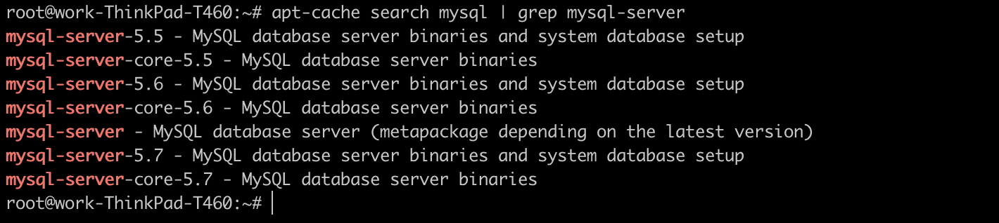 root@work-ThinkPad-T460:~# apt-cache search mysql | grep mysql-server
mysql-server-5.5 - MySQL database server binaries and system database setup
mysql-server-core-5.5 - MySQL database server binaries
mysql-server-5.6 - MySQL database server binaries and system database setup
mysql-server-core-5.6 - MySQL database server binaries
mysql-server - MySQL database server (metapackage depending on the latest version)
mysql-server-5.7 - MySQL database server binaries and system database setup
mysql-server-core-5.7 - MySQL database server binaries
root@work-ThinkPad-T460:~#